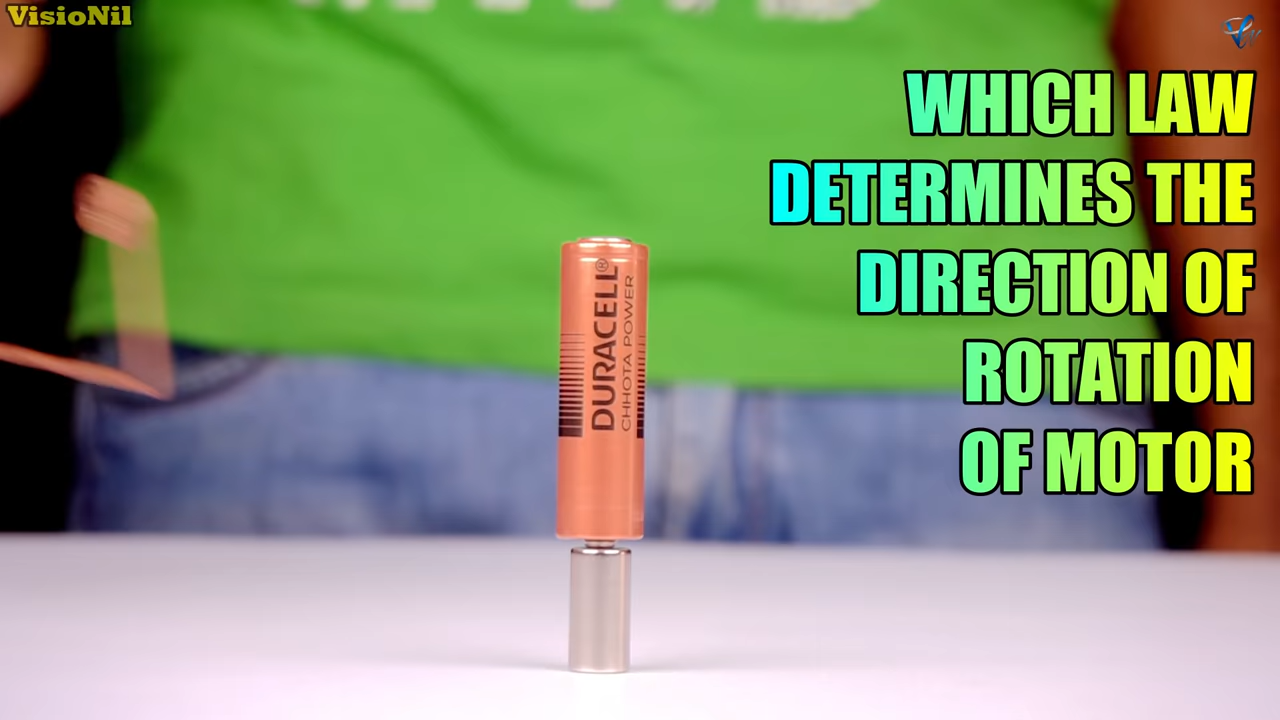 VisioNil
WHICH LAW
DETERMINES THE
DIRECTION OF
ROTATION
OF MOTOR
DURACELL®
CHHOTA POWER